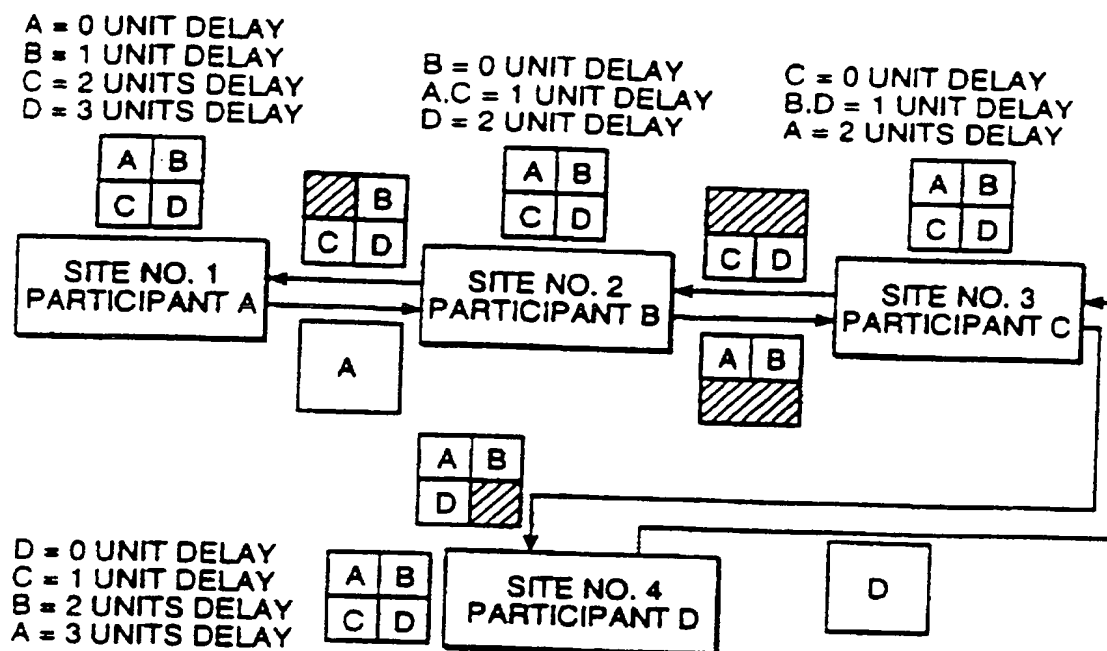 A = 0 UNIT DELAY
B = 1 UNIT DELAY
C = 2 UNITS DELAY
D = 3 UNITS DELAY
B = 0 UNIT DELAY
A.C = 1 UNIT DELAY
D = 2 UNIT DELAY
C = 0 UNIT DELAY
B.D = 1 UNIT DELAY
A = 2 UNITS DELAY
A B
C D
B
C D
A B
C D
C D
A B
C D
SITE NO. 1
PARTICIPANT A
SITE NO. 2
PARTICIPANT B
SITE NO. 3
PARTICIPANT C
A
A B
A B
D
D = 0 UNIT DELAY
C = 1 UNIT DELAY
B = 2 UNITS DELAY
A = 3 UNITS DELAY
A B
C D
SITE NO. 4
PARTICIPANT D
D